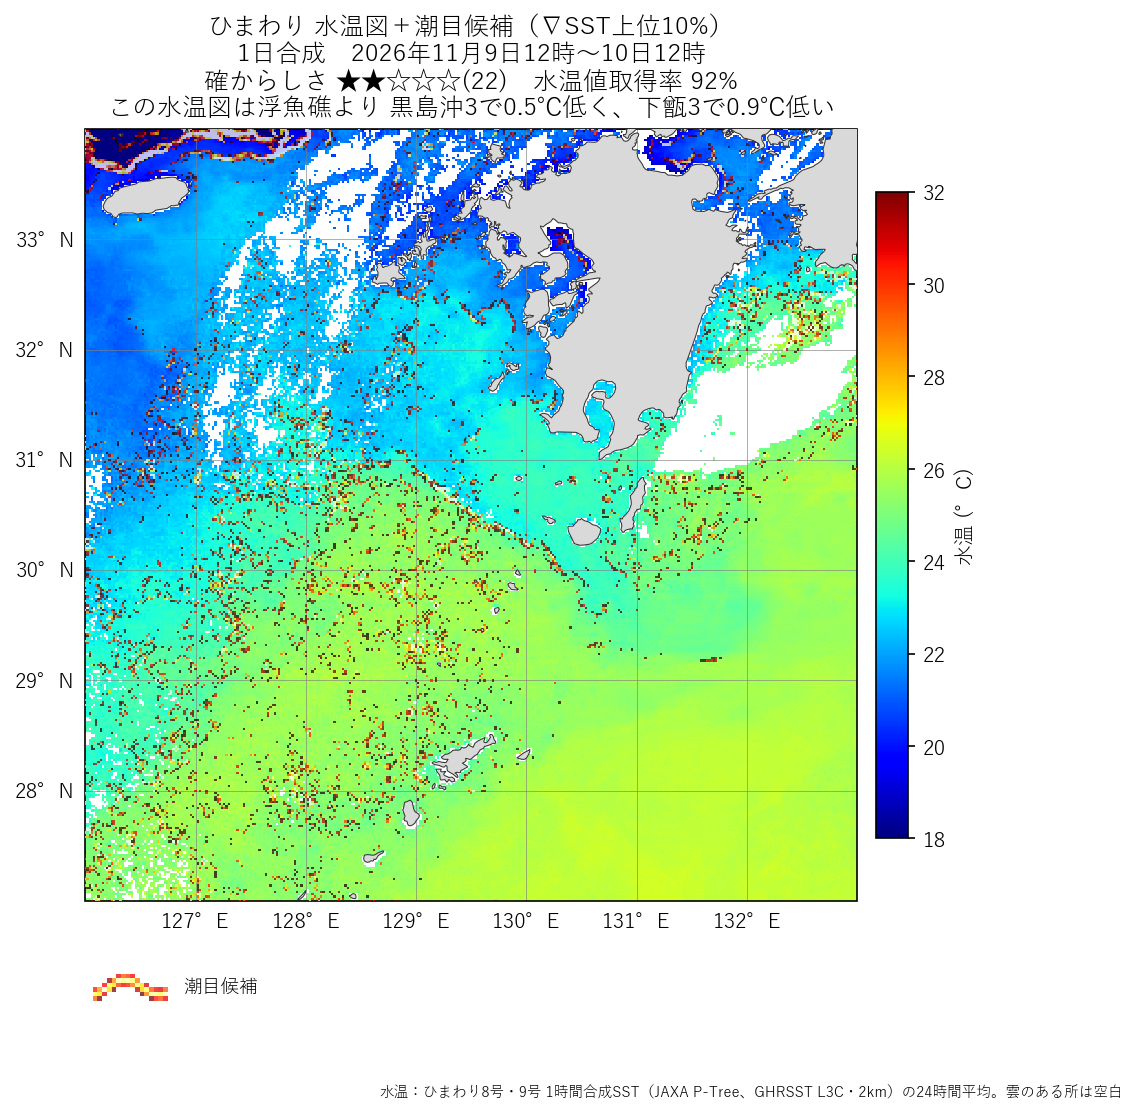 ひまわり 水温図＋潮目候補（∇SST上位10%）
1日合成　2026年11月9日12時～10日12時
確からしさ ★★☆☆☆(22)　水温値取得率 92%
この水温図は浮魚礁より 黒島沖3で0.5℃低く、下甑3で0.9℃低い
33° N
32° N
31° N
30° N
29° N
28° N
127° E
128° E
129° E
130° E
131° E
132° E
32
30
28
26
24
22
20
18
水温 (° C)
潮目候補
水温：ひまわり8号・9号 1時間合成SST（JAXA P-Tree、GHRSST L3C・2km）の24時間平均。雲のある所は空白